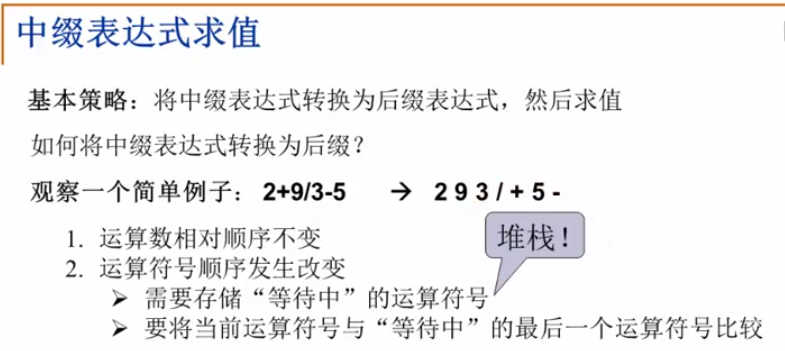 中缀表达式求值
基本策略：将中缀表达式转换为后缀表达式，然后求值
如何将中缀表达式转换为后缀？
观察一个简单例子： 2+9/3-5 → 2 9 3 / + 5 -
堆栈！
1. 运算数相对顺序不变
2. 运算符号顺序发生改变
➢ 需要存储“等待中”的运算符号
➢ 要将当前运算符号与“等待中”的最后一个运算符号比较